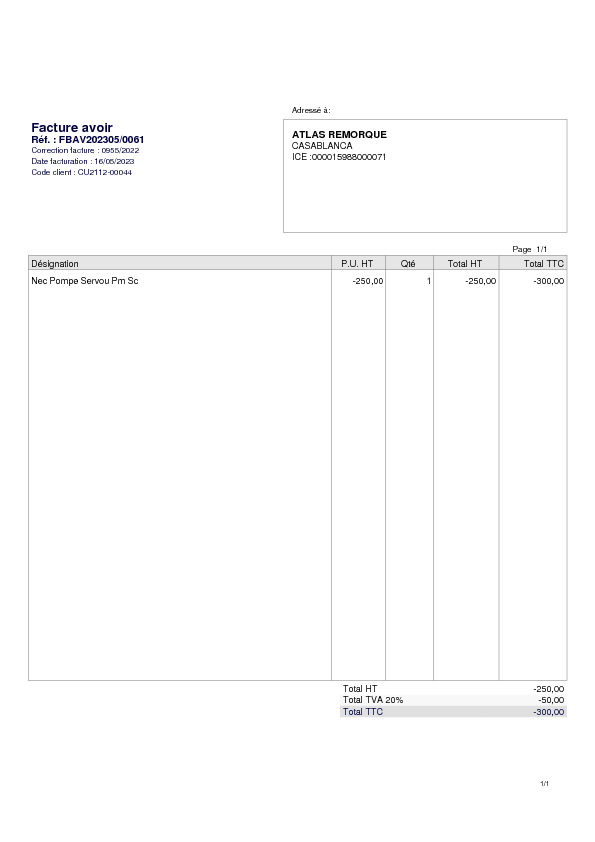 Adressé à:
Facture avoir
Réf. : FBAV202305/0061
Correction facture : 0955/2022
Date facturation : 16/05/2023
Code client : CU2112-00044
ATLAS REMORQUE
CASABLANCA
ICE :000015988000071
Page 1/1
Désignation P.U. HT Qté Total HT Total TTC
Nec Pompe Servou Pm Sc -250,00 1 -250,00 -300,00
Total HT -250,00
Total TVA 20% -50,00
Total TTC -300,00
1/1